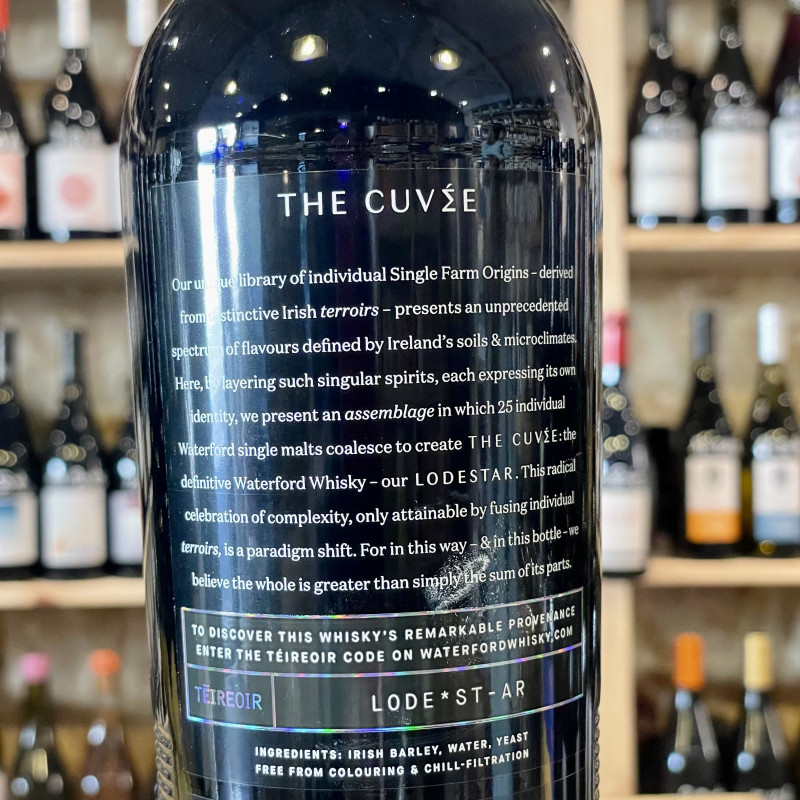 THE CUVÉE
Our unique library of individual Single Farm Origins – derived
from distinctive Irish terroirs – presents an unprecedented
spectrum of flavours defined by Ireland's soils & microclimates.
Here, by layering such singular spirits, each expressing its own
identity, we present an assemblage in which 25 individual
Waterford single malts coalesce to create THE CUVÉE: the
definitive Waterford Whisky – our LODESTAR. This radical
celebration of complexity, only attainable by fusing individual
terroirs, is a paradigm shift. For in this way – & in this bottle – we
believe the whole is greater than simply the sum of its parts.
TO DISCOVER THIS WHISKY'S REMARKABLE PROVENANCE
ENTER THE TÉIREOIR CODE ON WATERFORDWHISKY.COM
TÉIREOIR LODE*ST-AR
INGREDIENTS: IRISH BARLEY, WATER, YEAST
FREE FROM COLOURING & CHILL-FILTRATION